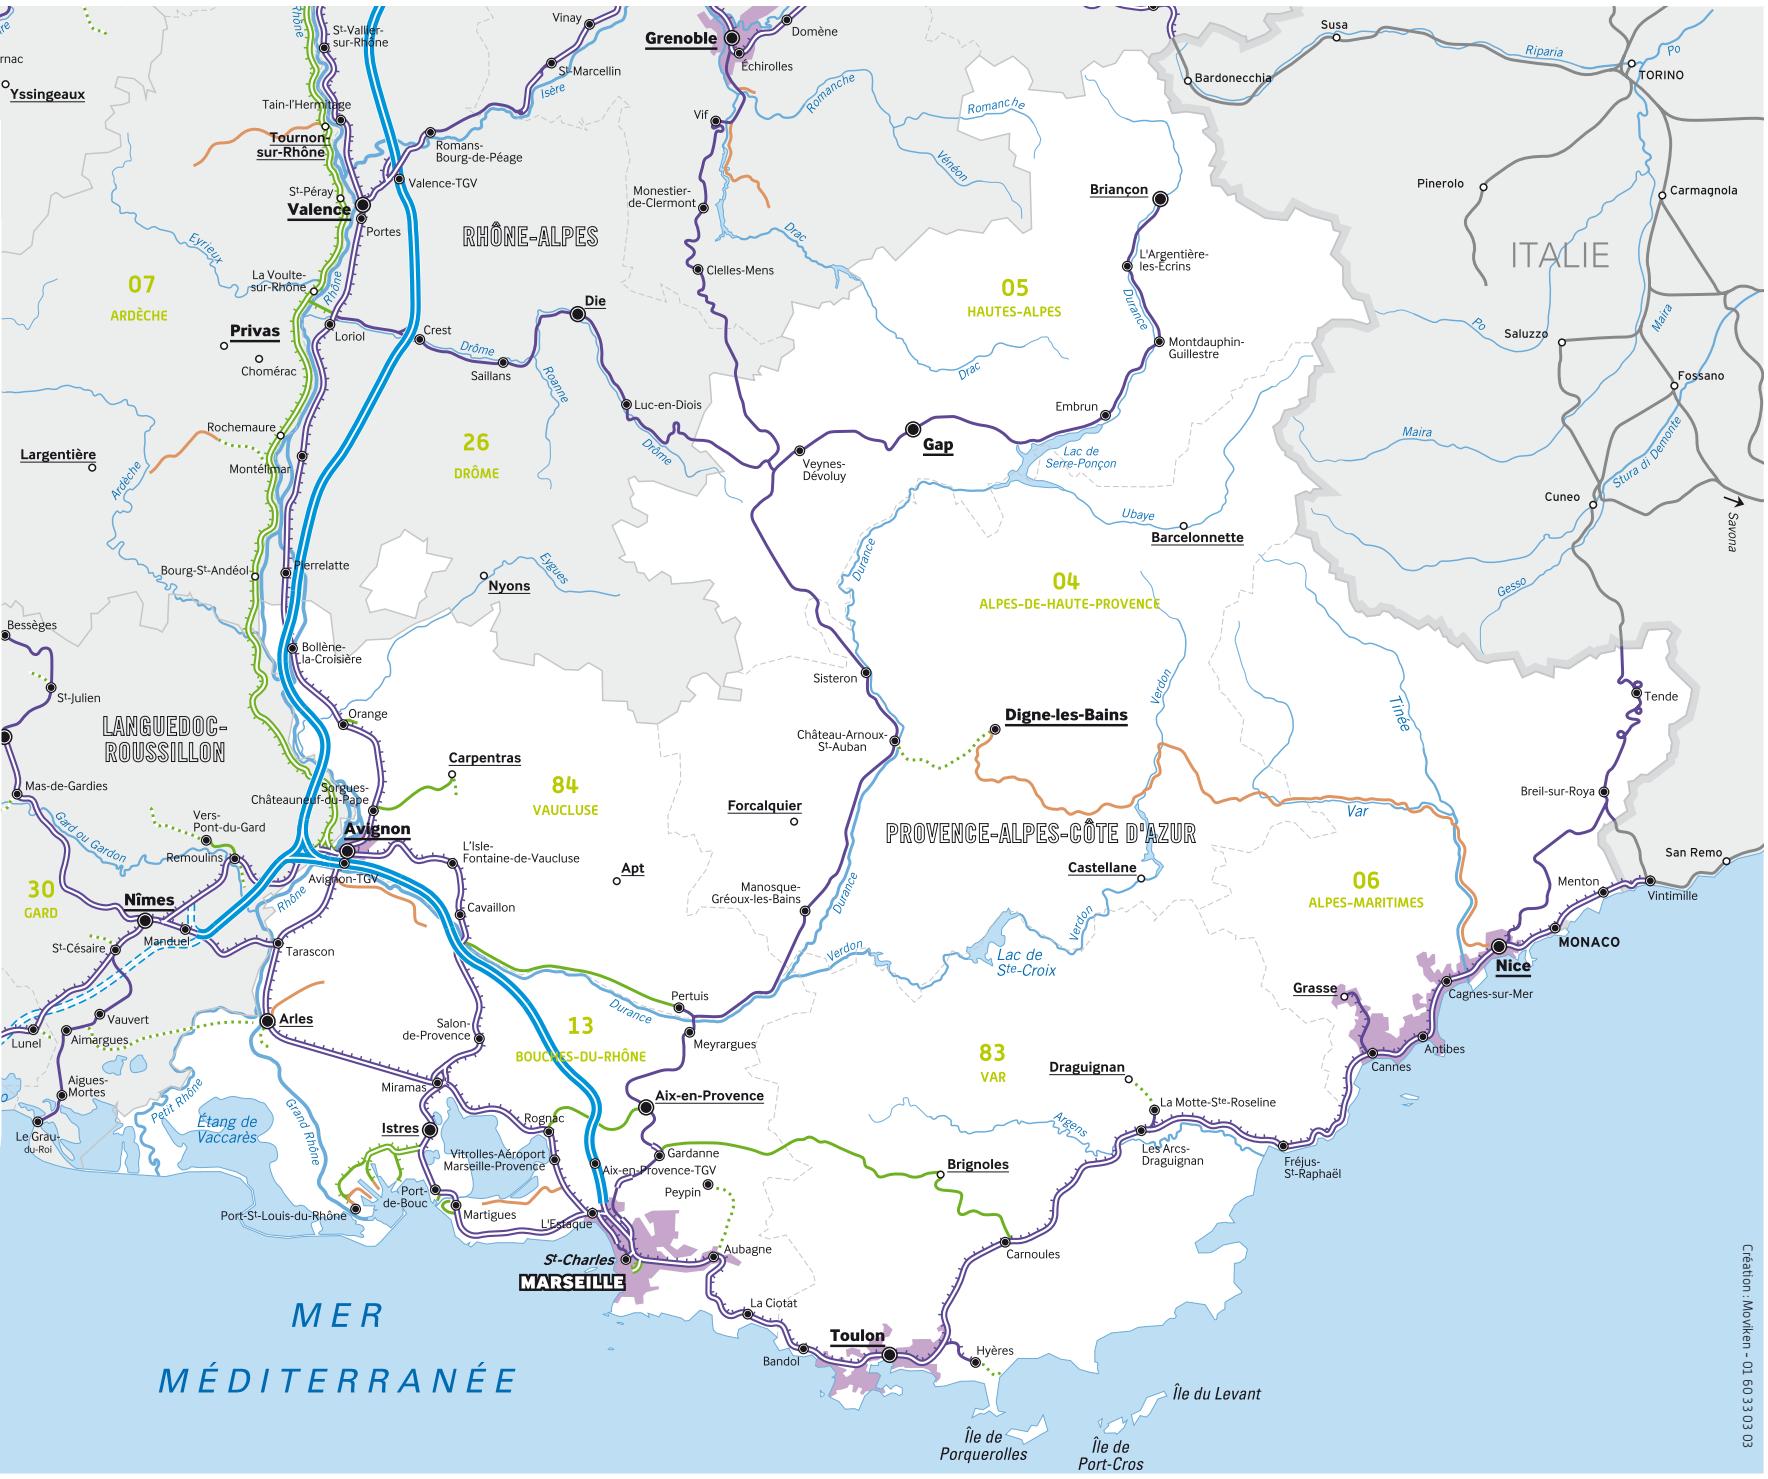 Vinay
Susa
St-Vallier-
sur-Rhône
Rhône
Grenoble
Domène
Échirolles
Riparia
Po
TORINO
rnac
Yssingeaux
St-Marcellin
Isère
Bardonecchia
Romanche
Romanche
Tain-l'Hermitage
Tournon-
sur-Rhône
Vif
Romans-
Bourg-de-Péage
Vénéon
Valence-TGV
St-Péray
Valence
Portes
Monestier-
de-Clermont
Briançon
Pinerolo
Carmagnola
RHÔNE-ALPES
Drac
Eyrieux
ITALIE
L'Argentière-
les-Écrins
Clelles-Mens
La Voulte-
sur-Rhône
Rhône
07
ARDÈCHE
05
HAUTES-ALPES
Durance
Die
Privas
Loriol
Crest
Drôme
Saillans
Chomérac
Roanne
Drac
Montdauphin-
Guillestre
Po
Saluzzo
Maira
Fossano
Luc-en-Diois
Embrun
Rochemaure
Largentière
Ardèche
Montélimar
26
DRÔME
Drôme
Gap
Veynes-
Dévoluy
Lac de
Serre-Ponçon
Maira
Stura di Demonte
Cuneo
Savona
Ubaye
Barcelonnette
Durance
Bourg-St-Andéol
Pierrelatte
Nyons
Eygues
04
ALPES-DE-HAUTE-PROVENCE
Gesso
Bessèges
Bollène-
la-Croisière
Sisteron
Verdon
Tinée
Tende
St-Julien
LANGUEDOC-
ROUSSILLON
Orange
Digne-les-Bains
Château-Arnoux-
St-Auban
Carpentras
Mas-de-Gardies
Sorgues-
Châteauneuf-du-Pape
84
VAUCLUSE
Forcalquier
Breil-sur-Roya
Var
Vers-
Pont-du-Gard
Gard ou Gardon
Remoulins
Avignon
PROVENCE-ALPES-CÔTE D'AZUR
L'Isle-
Fontaine-de-Vaucluse
Avignon-TGV
Apt
Castellane
San Remo
30
GARD
Nîmes
Rhône
Cavaillon
Manosque-
Gréoux-les-Bains
Durance
06
ALPES-MARITIMES
Menton
Vintimille
St-Césaire
Manduel
Tarascon
Verdon
Verdon
MONACO
Lac de
Ste-Croix
Nice
Grasse
Cagnes-sur-Mer
Pertuis
Durance
Vauvert
Arles
Lunel
Aimargues
Salon-
de-Provence
13
BOUCHES-DU-RHÔNE
Meyrargues
83
VAR
Antibes
Cannes
Draguignan
Aigues-
Mortes
Petit Rhône
Miramas
Aix-en-Provence
La Motte-Ste-Roseline
Étang de
Vaccarès
Grand Rhône
Istres
Rognac
Argens
Le Grau-
du-Roi
Vitrolles-Aéroport
Marseille-Provence
Gardanne
Aix-en-Provence-TGV
Les Arcs-
Draguignan
Brignoles
Fréjus-
St-Raphaël
Peypin
Port-
de-Bouc
Martigues
Port-St-Louis-du-Rhône
L'Estaque
Aubagne
Carnoules
St-Charles
MARSEILLE
La Ciotat
MER
MÉDITERRANÉE
Toulon
Bandol
Hyères
Île du Levant
Île de
Porquerolles
Île de
Port-Cros
Création : Moviken - 01 60 33 03 03